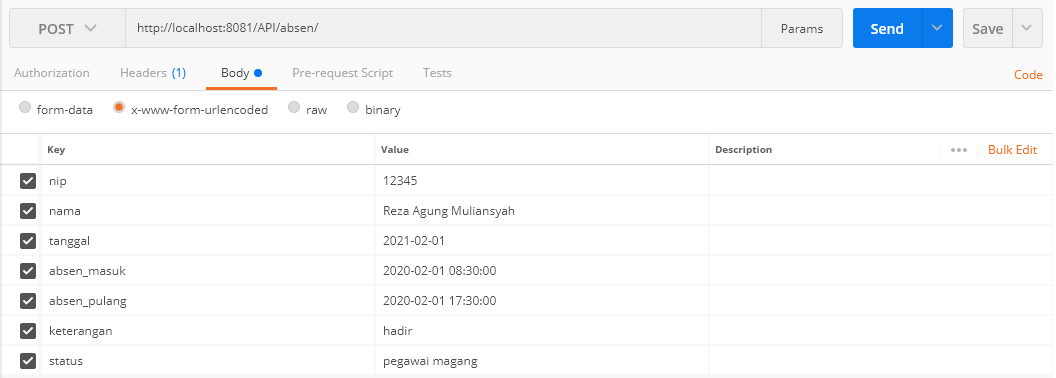 POST http://localhost:8081/API/absen/ Params Send Save
Authorization Headers (1) Body Pre-request Script Tests Code
form-data x-www-form-urlencoded raw binary
Key Value Description Bulk Edit
nip 12345
nama Reza Agung Muliansyah
tanggal 2021-02-01
absen_masuk 2020-02-01 08:30:00
absen_pulang 2020-02-01 17:30:00
keterangan hadir
status pegawai magang